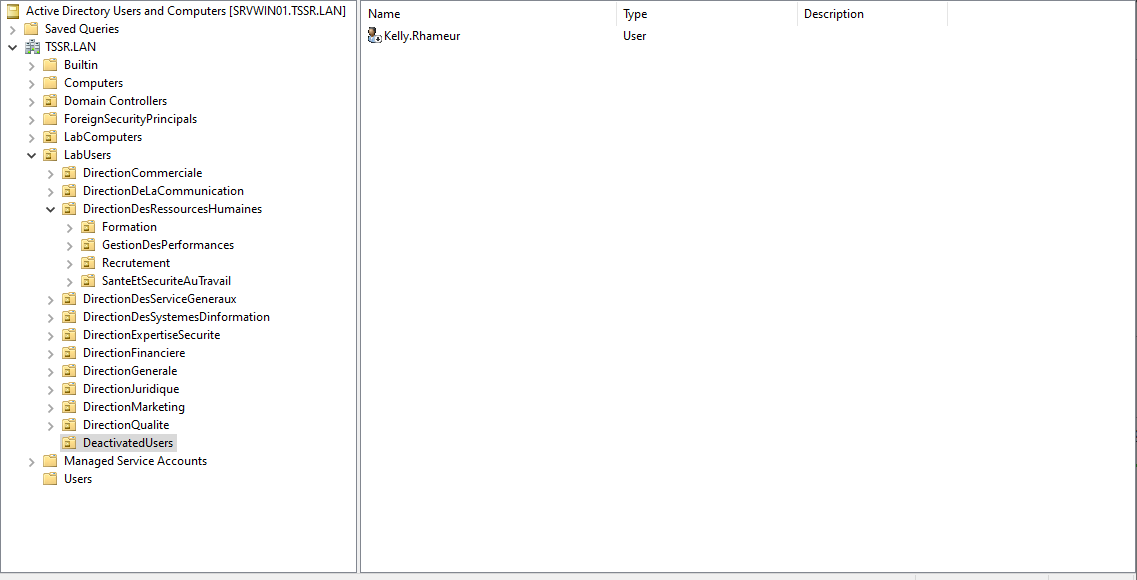 Active Directory Users and Computers [SRVWIN01.TSSR.LAN]
Saved Queries
TSSR.LAN
Builtin
Computers
Domain Controllers
ForeignSecurityPrincipals
LabComputers
LabUsers
DirectionCommerciale
DirectionDeLaCommunication
DirectionDesRessourcesHumaines
Formation
GestionDesPerformances
Recrutement
SanteEtSecuriteAuTravail
DirectionDesServiceGeneraux
DirectionDesSystemesDinformation
DirectionExpertiseSecurite
DirectionFinanciere
DirectionGenerale
DirectionJuridique
DirectionMarketing
DirectionQualite
DeactivatedUsers
Managed Service Accounts
Users
Name Type Description
Kelly.Rhameur User